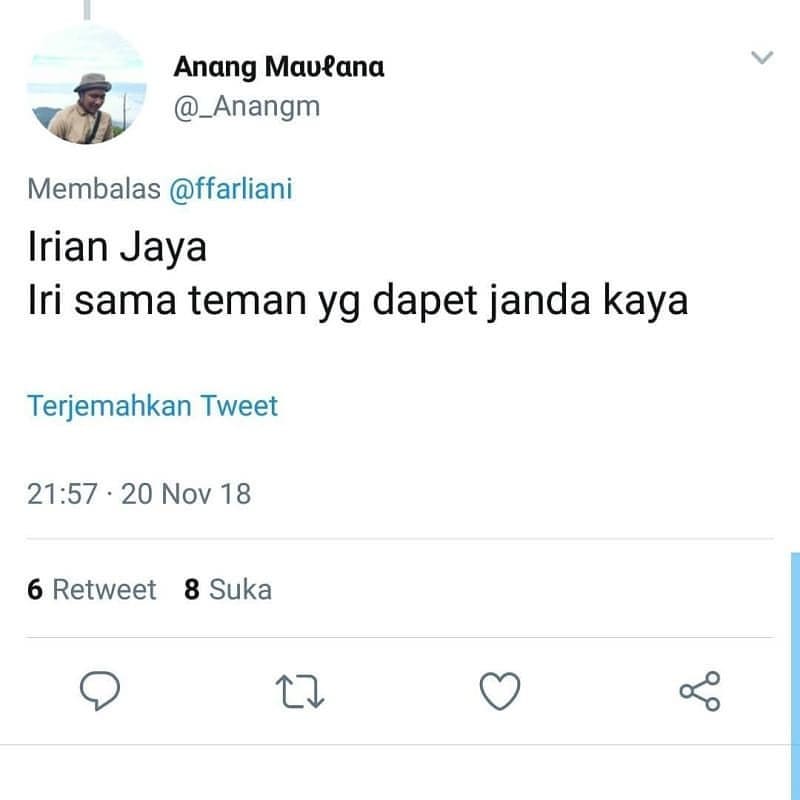 Anang Maulana
@_Anangm
Membalas @ffarliani
Irian Jaya
Iri sama teman yg dapet janda kaya
Terjemahkan Tweet
21:57 · 20 Nov 18
6 Retweet 8 Suka